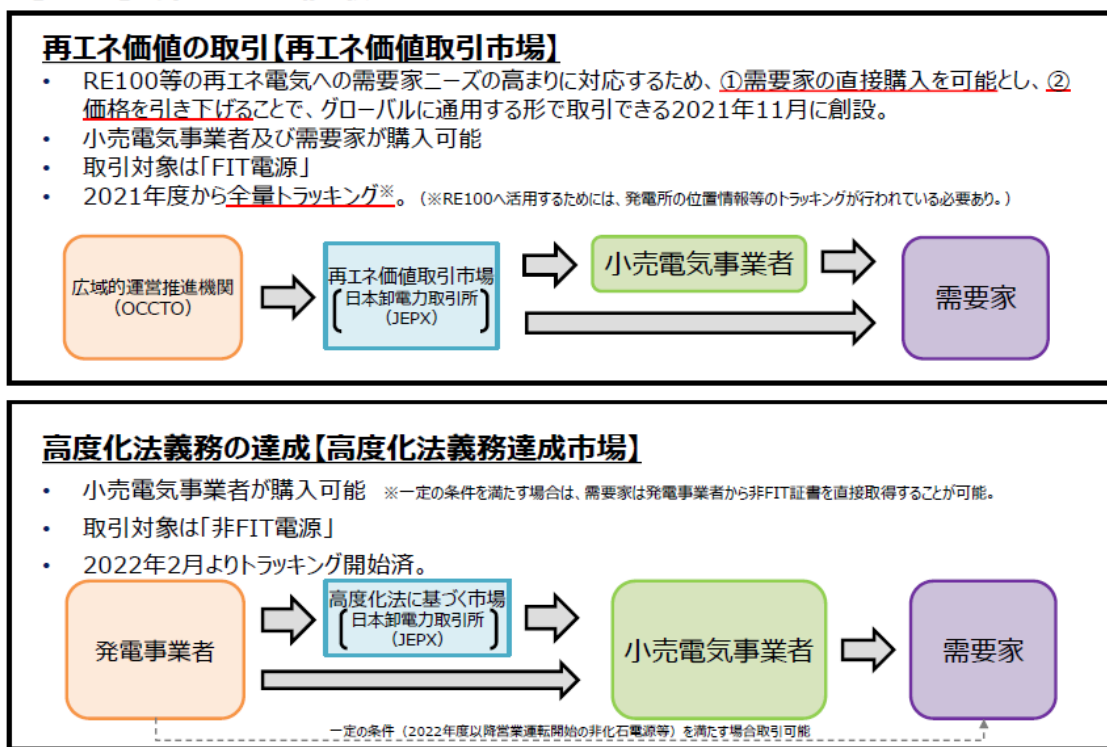 再エネ価値の取引【再エネ価値取引市場】
• RE100等の再エネ電気への需要家ニーズの高まりに対応するため、①需要家の直接購入を可能とし、②
価格を引き下げることで、グローバルに通用する形で取引できる2021年11月に創設。
• 小売電気事業者及び需要家が購入可能
• 取引対象は「FIT電源」
• 2021年度から全量トラッキング※。（※RE100へ活用するためには、発電所の位置情報等のトラッキングが行われている必要あり。）
広域的運営推進機関
（OCCTO）
再エネ価値取引市場
日本卸電力取引所
（JEPX）
小売電気事業者
需要家
高度化法義務の達成【高度化法義務達成市場】
• 小売電気事業者が購入可能 ※一定の条件を満たす場合は、需要家は発電事業者から非FIT証書を直接取得することが可能。
• 取引対象は「非FIT電源」
• 2022年2月よりトラッキング開始済。
発電事業者
高度化法に基づく市場
日本卸電力取引所
（JEPX）
小売電気事業者
需要家
一定の条件（2022年度以降営業運転開始の非化石電源等）を満たす場合取引可能